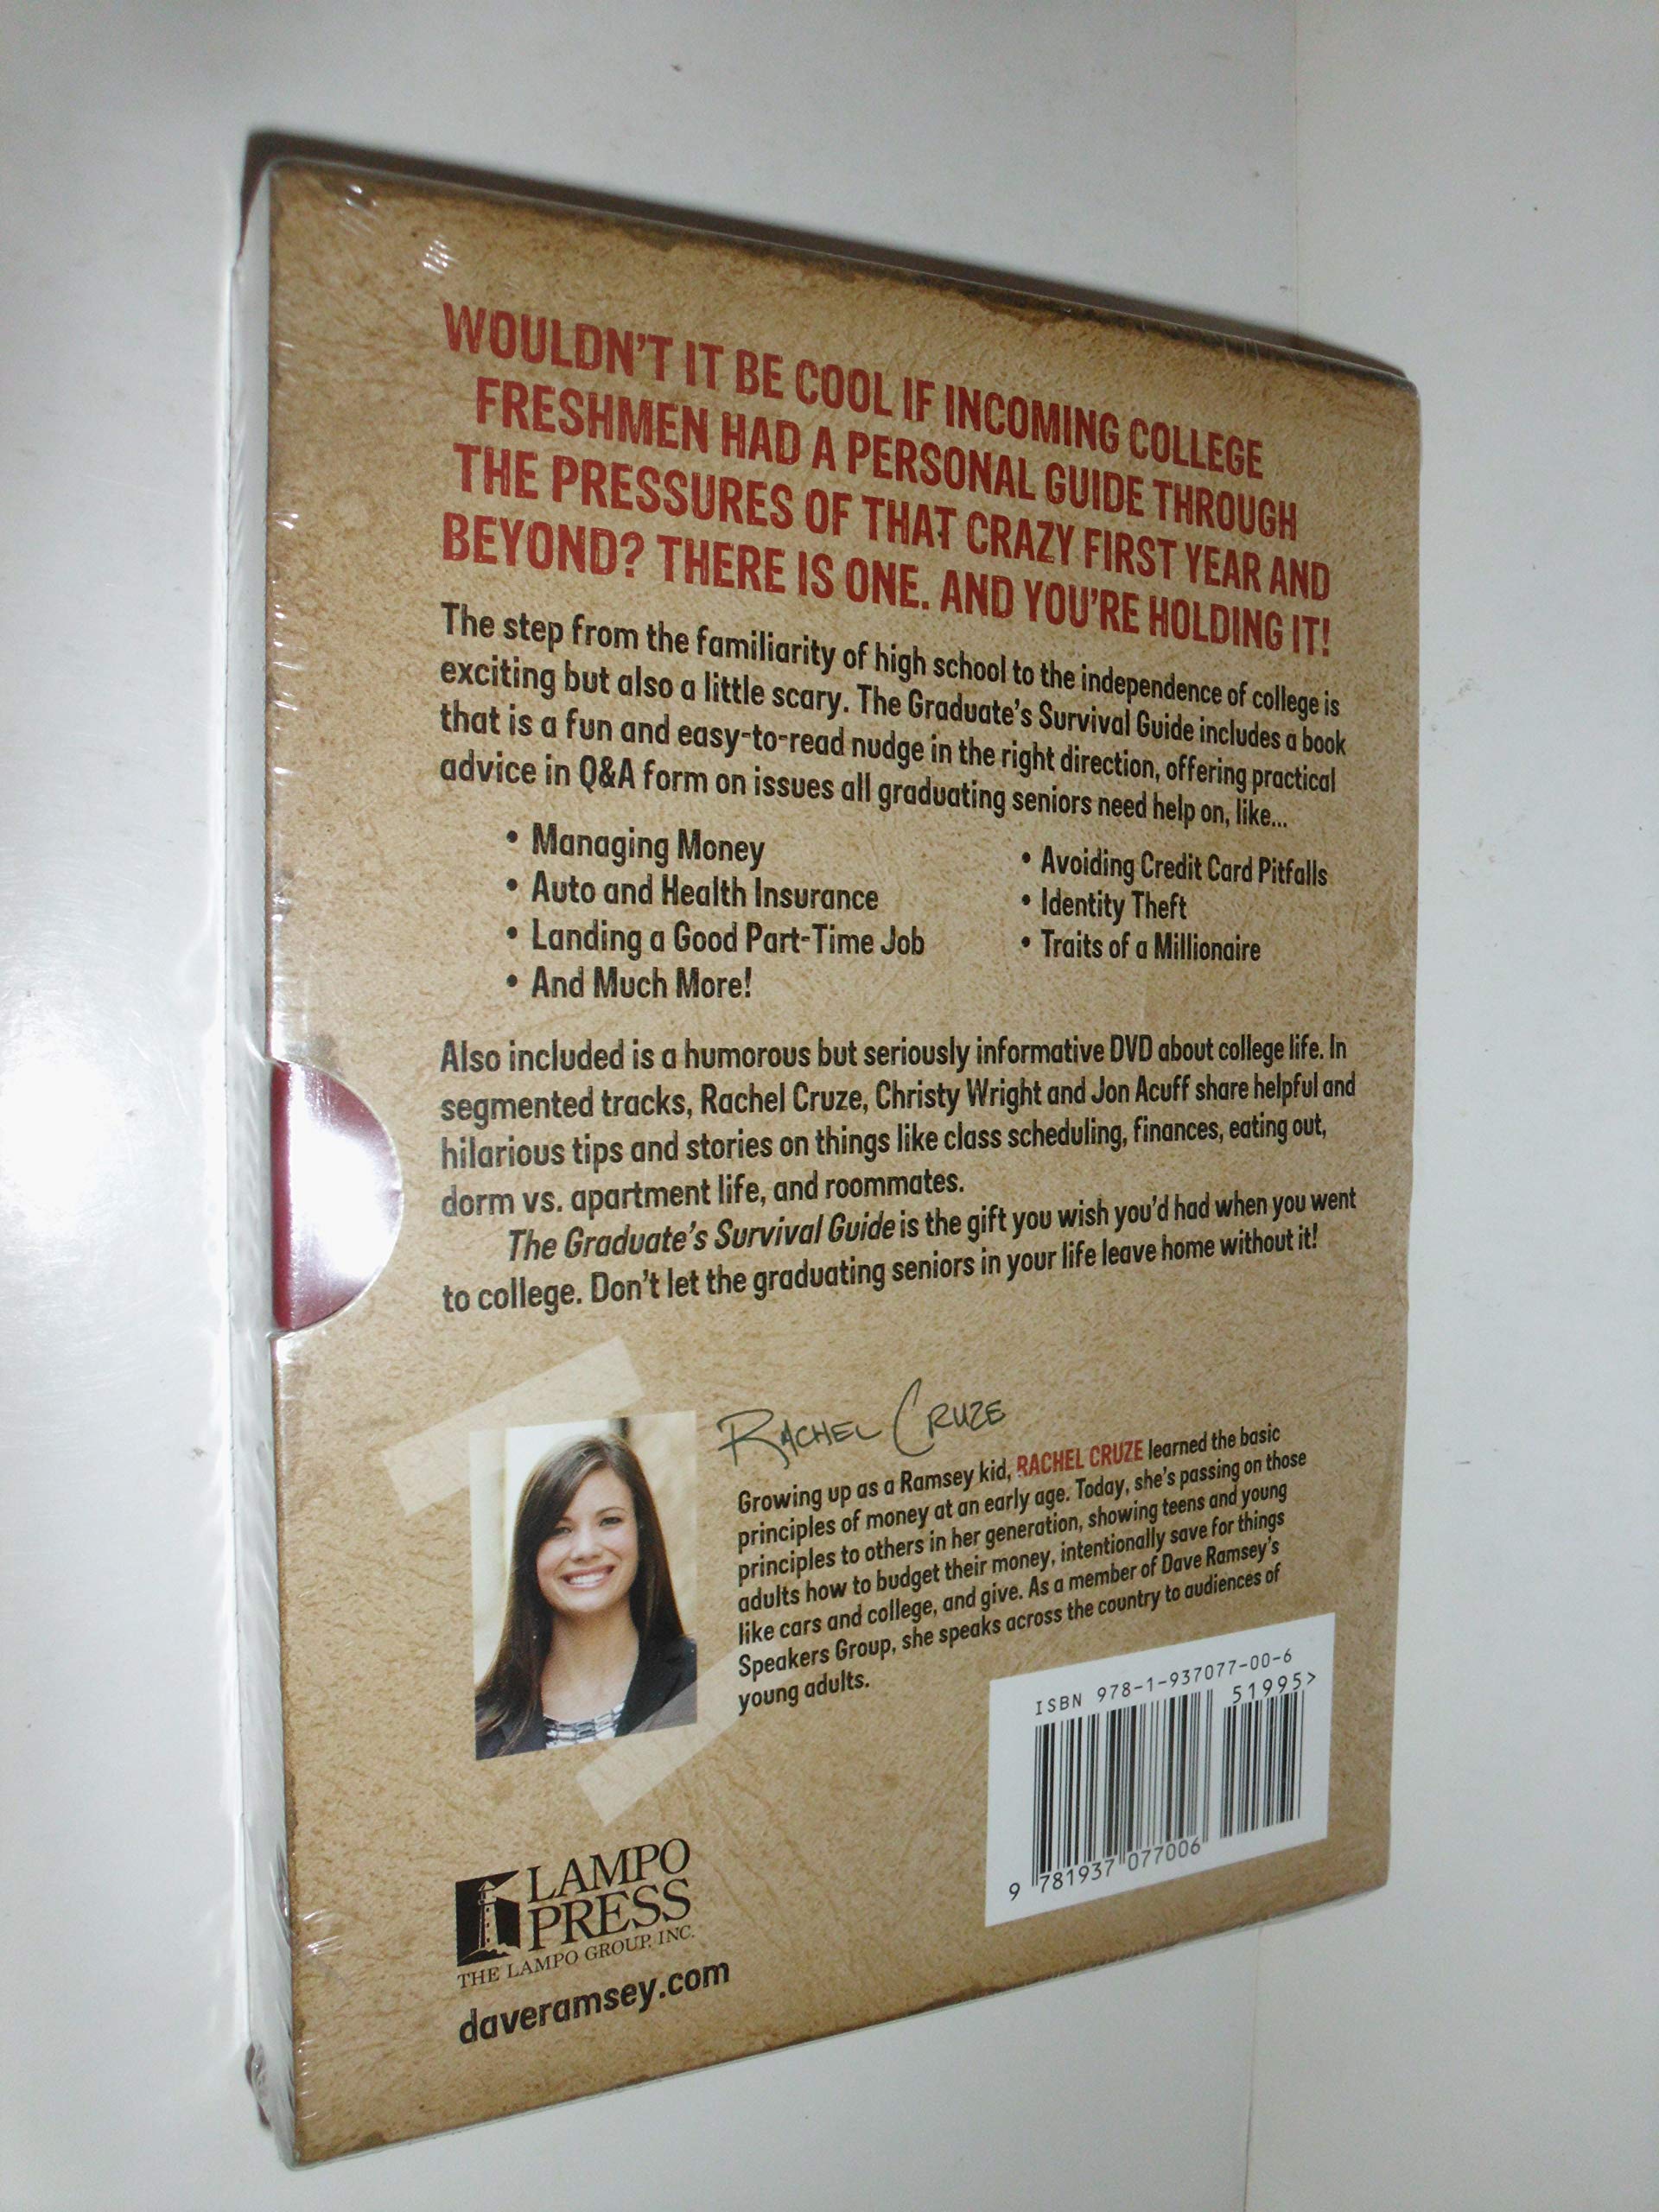 WOULDN'T IT BE COOL IF INCOMING COLLEGE
FRESHMEN HAD A PERSONAL GUIDE THROUGH
THE PRESSURES OF THAT CRAZY FIRST YEAR AND
BEYOND? THERE IS ONE. AND YOU'RE HOLDING IT!
The step from the familiarity of high school to the independence of college is
exciting but also a little scary. The Graduate's Survival Guide includes a book
that is a fun and easy-to-read nudge in the right direction, offering practical
advice in Q&A form on issues all graduating seniors need help on, like...
• Managing Money
• Auto and Health Insurance
• Landing a Good Part-Time Job
• And Much More!
• Avoiding Credit Card Pitfalls
• Identity Theft
• Traits of a Millionaire
Also included is a humorous but seriously informative DVD about college life. In
segmented tracks, Rachel Cruze, Christy Wright and Jon Acuff share helpful and
hilarious tips and stories on things like class scheduling, finances, eating out,
dorm vs. apartment life, and roommates.
The Graduate's Survival Guide is the gift you wish you'd had when you went
to college. Don't let the graduating seniors in your life leave home without it!
RACHEL CRUZE
Growing up as a Ramsey kid, RACHEL CRUZE learned the basic
principles of money at an early age. Today, she's passing on those
principles to others in her generation, showing teens and young
adults how to budget their money, intentionally save for things
like cars and college, and give. As a member of Dave Ramsey's
Speakers Group, she speaks across the country to audiences of
young adults.
ISBN 978-1-937077-00-6
51995>
9 781937 077006
LAMPO
PRESS
THE LAMPO GROUP, INC.
daveramsey.com